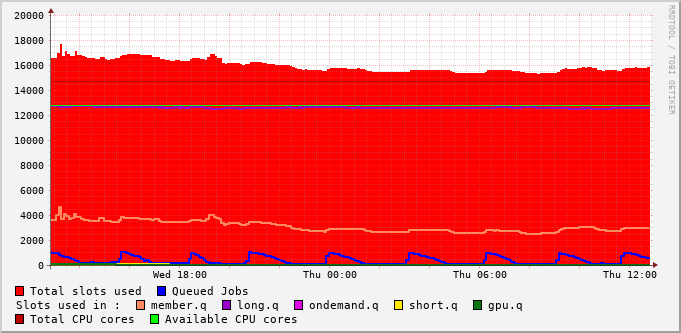 RRDTOOL / TOBI OETIKER
20000
18000
16000
14000
12000
10000
8000
6000
4000
2000
0
Wed 18:00 Thu 00:00 Thu 06:00 Thu 12:00
Total slots used Queued Jobs
Slots used in : member.q long.q ondemand.q short.q gpu.q
Total CPU cores Available CPU cores